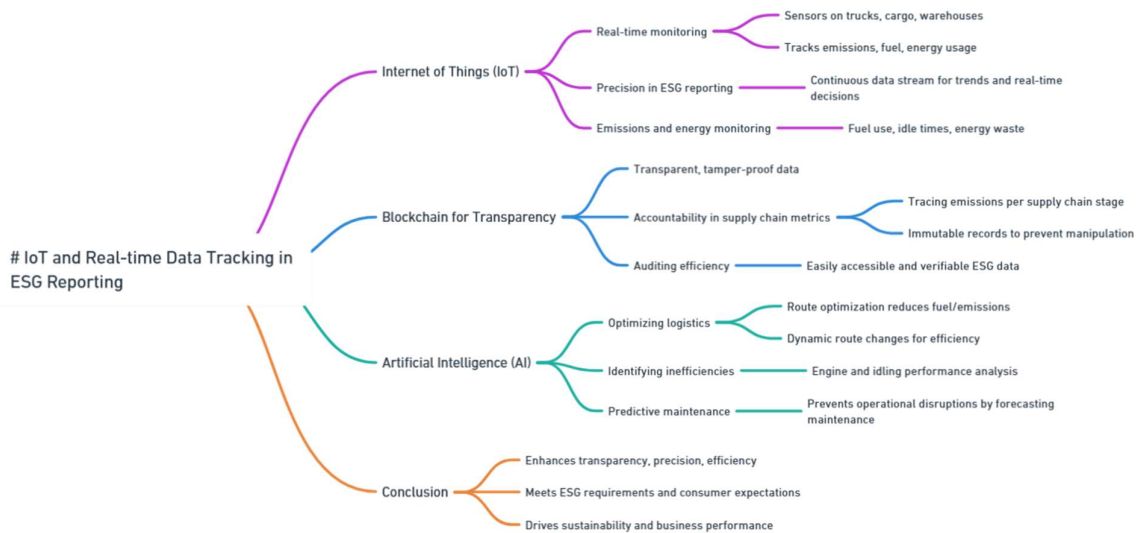 # IoT and Real-time Data Tracking in
ESG Reporting
Internet of Things (IoT)
Real-time monitoring
Sensors on trucks, cargo, warehouses
Tracks emissions, fuel, energy usage
Precision in ESG reporting
Continuous data stream for trends and real-time
decisions
Emissions and energy monitoring
Fuel use, idle times, energy waste
Blockchain for Transparency
Transparent, tamper-proof data
Accountability in supply chain metrics
Tracing emissions per supply chain stage
Immutable records to prevent manipulation
Auditing efficiency
Easily accessible and verifiable ESG data
Artificial Intelligence (AI)
Optimizing logistics
Route optimization reduces fuel/emissions
Dynamic route changes for efficiency
Identifying inefficiencies
Engine and idling performance analysis
Predictive maintenance
Prevents operational disruptions by forecasting
maintenance
Conclusion
Enhances transparency, precision, efficiency
Meets ESG requirements and consumer expectations
Drives sustainability and business performance